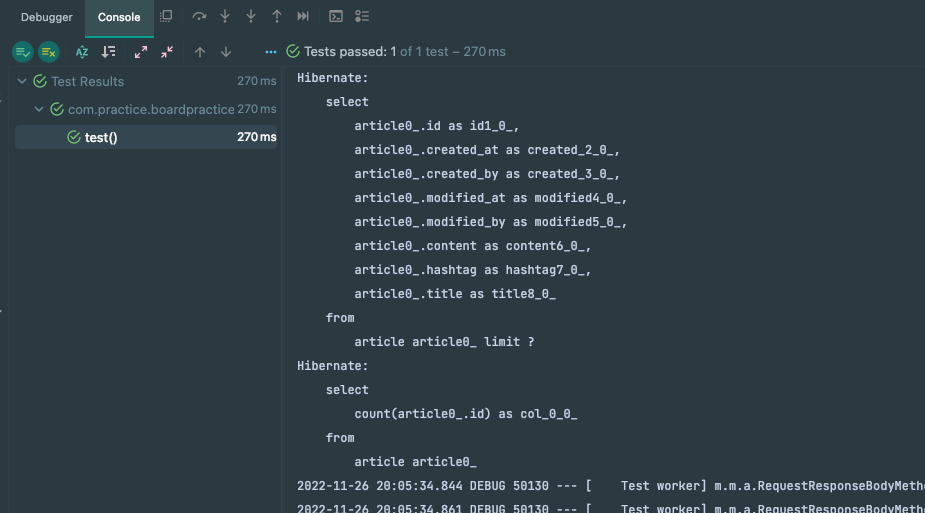 Debugger Console
Tests passed: 1 of 1 test – 270 ms
Test Results 270 ms
com.practice.boardpractice 270 ms
test() 270 ms
Hibernate:
select
article0_.id as id1_0_,
article0_.created_at as created_2_0_,
article0_.created_by as created_3_0_,
article0_.modified_at as modified4_0_,
article0_.modified_by as modified5_0_,
article0_.content as content6_0_,
article0_.hashtag as hashtag7_0_,
article0_.title as title8_0_
from
article article0_ limit ?
Hibernate:
select
count(article0_.id) as col_0_0_
from
article article0_
2022-11-26 20:05:34.844 DEBUG 50130 --- [    Test worker] m.m.a.RequestResponseBodyMeth
2022-11-26 20:05:34.861 DEBUG 50130 --- [    Test worker] m.m.a.RequestResponseBodyMeth